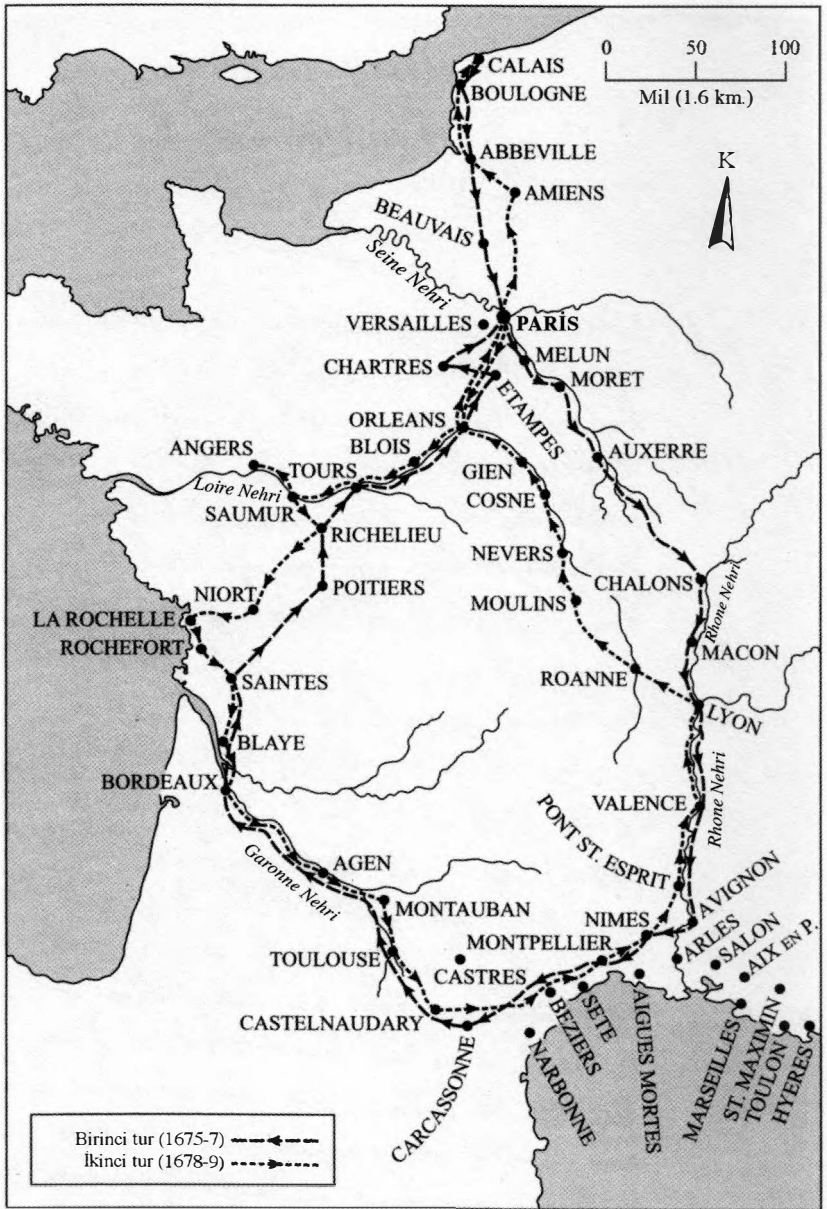 CALAIS
BOULOGNE
0 50 100
Mil (1.6 km.)
K
ABBEVILLE
AMIENS
BEAUVAIS
Seine Nehri
VERSAILLES
PARİS
CHARTRES
MELUN
MORET
ETAMPES
ORLEANS
BLOIS
ANGERS
TOURS
Loire Nehri
SAUMUR
RICHELIEU
GIEN
COSNE
AUXERRE
NEVERS
CHALONS
Rhone Nehri
NIORT
POITIERS
MOULINS
LA ROCHELLE
ROCHEFORT
MACON
ROANNE
SAINTES
LYON
BLAYE
BORDEAUX
VALENCE
Rhone Nehri
PONT ST. ESPRIT
AGEN
Garonne Nehri
MONTAUBAN
NIMES
AVIGNON
ARLES
SALON
AIX EN P.
TOULOUSE
MONTPELLIER
CASTRES
CASTELNAUDARY
CARCASSONNE
NARBONNE
BEZIERS
SETE
AIGUES MORTES
MARSEILLES
ST. MAXIMIN
TOULON
HYERES
Birinci tur (1675-7)
İkinci tur (1678-9)